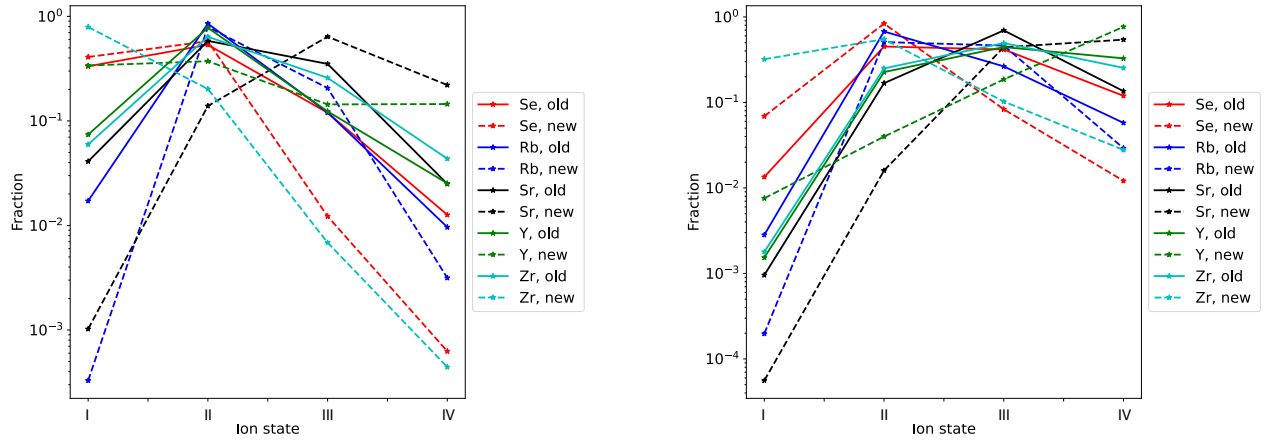 10⁰
10⁻¹
10⁻²
10⁻³
Fraction
I
II
III
IV
Ion state
Se, old
Se, new
Rb, old
Rb, new
Sr, old
Sr, new
Y, old
Y, new
Zr, old
Zr, new
10⁰
10⁻¹
10⁻²
10⁻³
10⁻⁴
Fraction
I
II
III
IV
Ion state
Se, old
Se, new
Rb, old
Rb, new
Sr, old
Sr, new
Y, old
Y, new
Zr, old
Zr, new